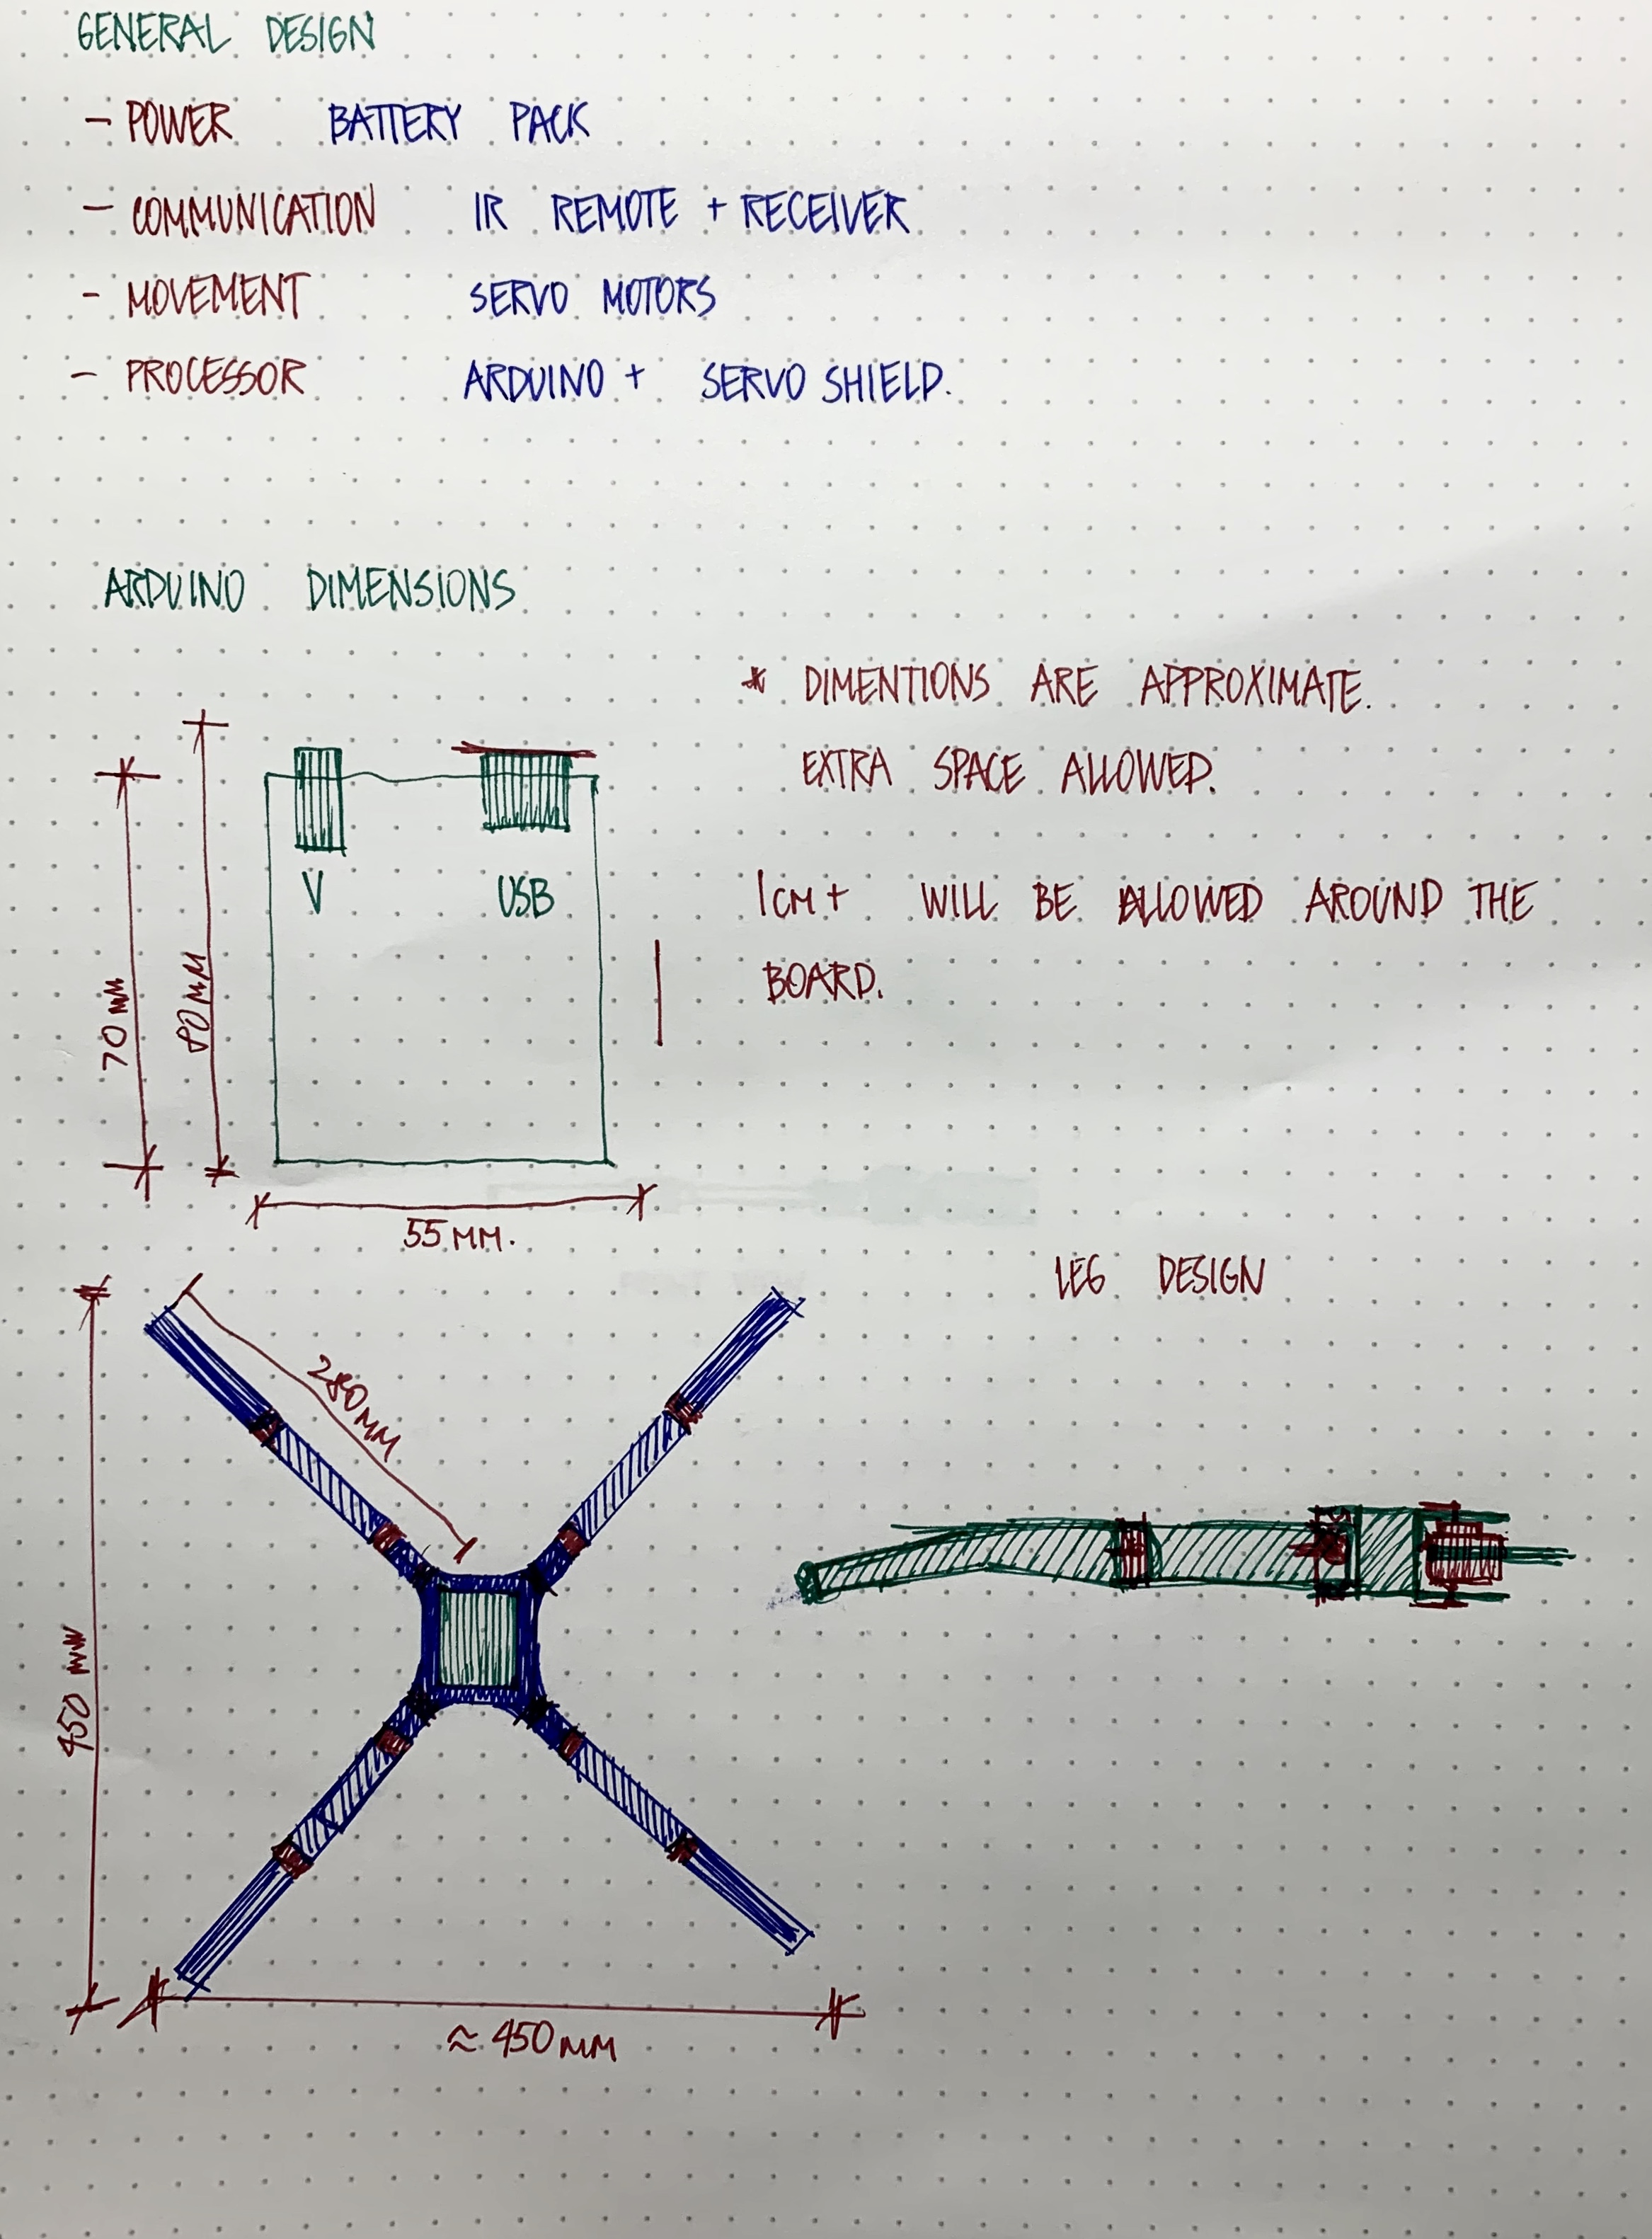 GENERAL DESIGN
- POWER BATTERY PACK
- COMMUNICATION IR REMOTE + RECEIVER
- MOVEMENT SERVO MOTORS
- PROCESSOR ARDUINO + SERVO SHIELD.
ARDUINO DIMENSIONS
* DIMENTIONS ARE APPROXIMATE.
EXTRA SPACE ALLOWED.
1CM+ WILL BE ALLOWED AROUND THE
BOARD.
V USB
70 MM
80 MM
55 MM.
LEG DESIGN
280 MM
450 MM
≈ 450 MM